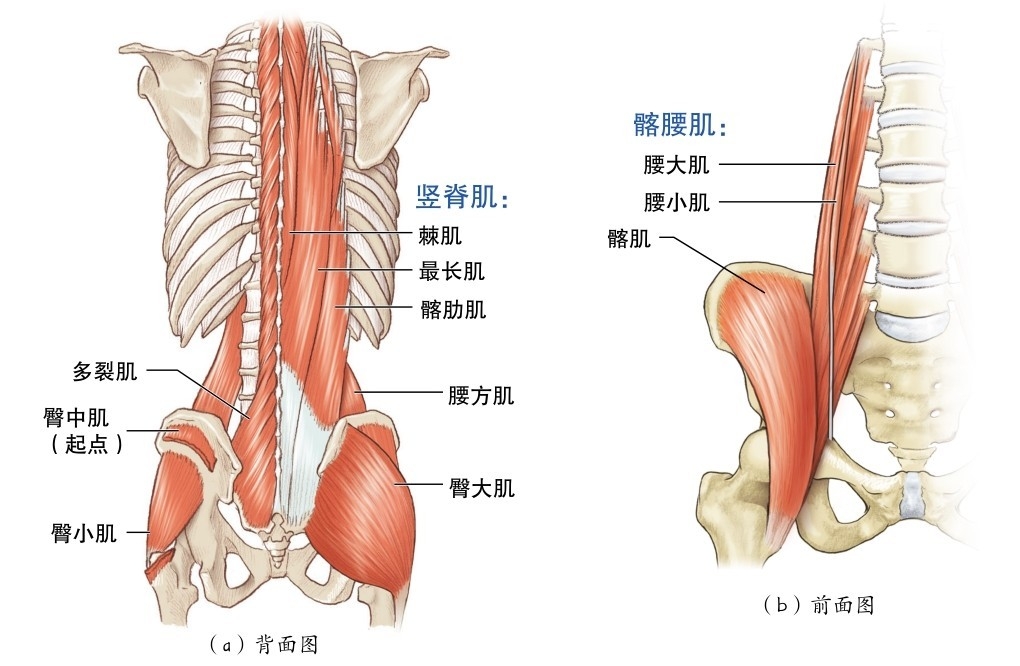 竖脊肌：
棘肌
最长肌
髂肋肌
多裂肌
腰方肌
臀中肌
（起点）
臀大肌
臀小肌
（a）背面图
髂腰肌：
腰大肌
腰小肌
髂肌
（b）前面图